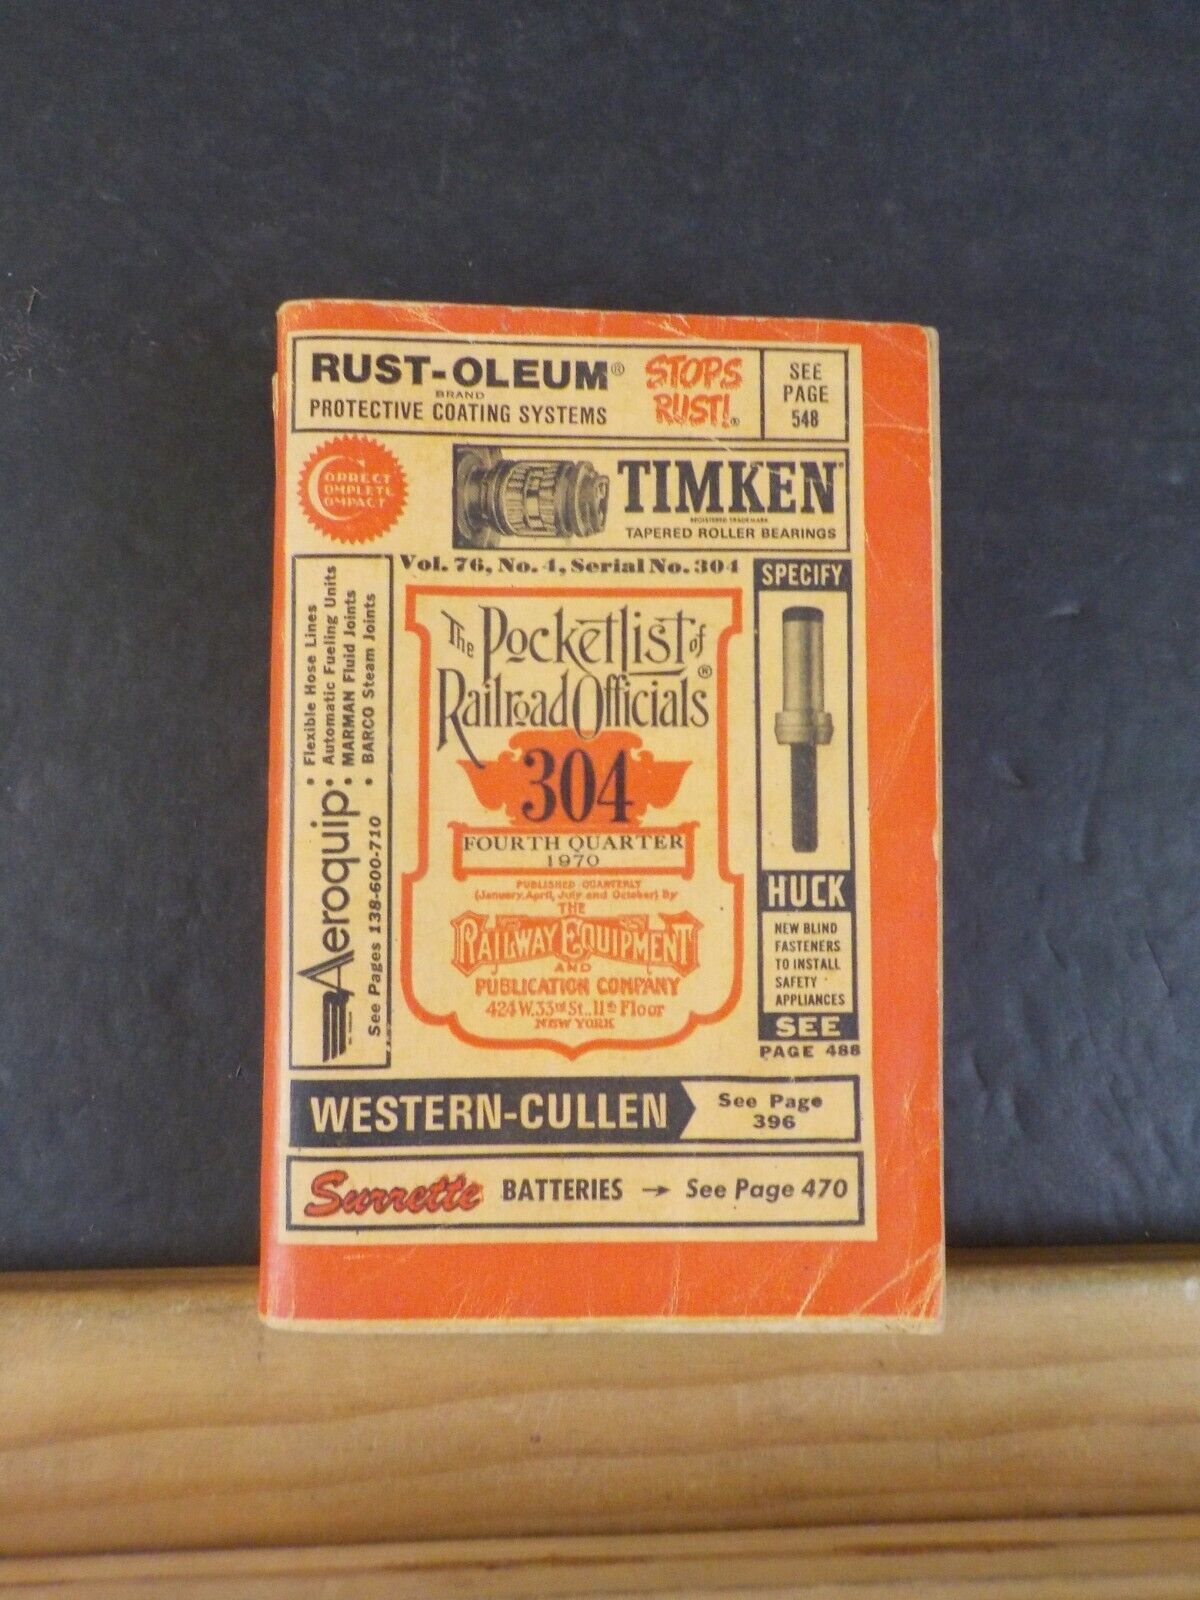 RUST-OLEUM®
BRAND
PROTECTIVE COATING SYSTEMS
STOPS
RUST!®
SEE
PAGE
548
CORRECT
COMPLETE
COMPACT
TIMKEN
REGISTERED TRADEMARK
TAPERED ROLLER BEARINGS
Vol. 76, No. 4, Serial No. 304
Aeroquip
• Flexible Hose Lines
• Automatic Fueling Units
• MARMAN Fluid Joints
• BARCO Steam Joints
See Pages 138-600-710
The Pocketlist of
Railroad Officials®
304
FOURTH QUARTER
1970
PUBLISHED QUARTERLY
(January, April, July and October) By
THE
RAILWAY EQUIPMENT
AND
PUBLICATION COMPANY
424 W. 33rd St., 11th Floor
NEW YORK
SPECIFY
HUCK
NEW BLIND
FASTENERS
TO INSTALL
SAFETY
APPLIANCES
SEE
PAGE 488
WESTERN-CULLEN
See Page
396
Surrette BATTERIES → See Page 470